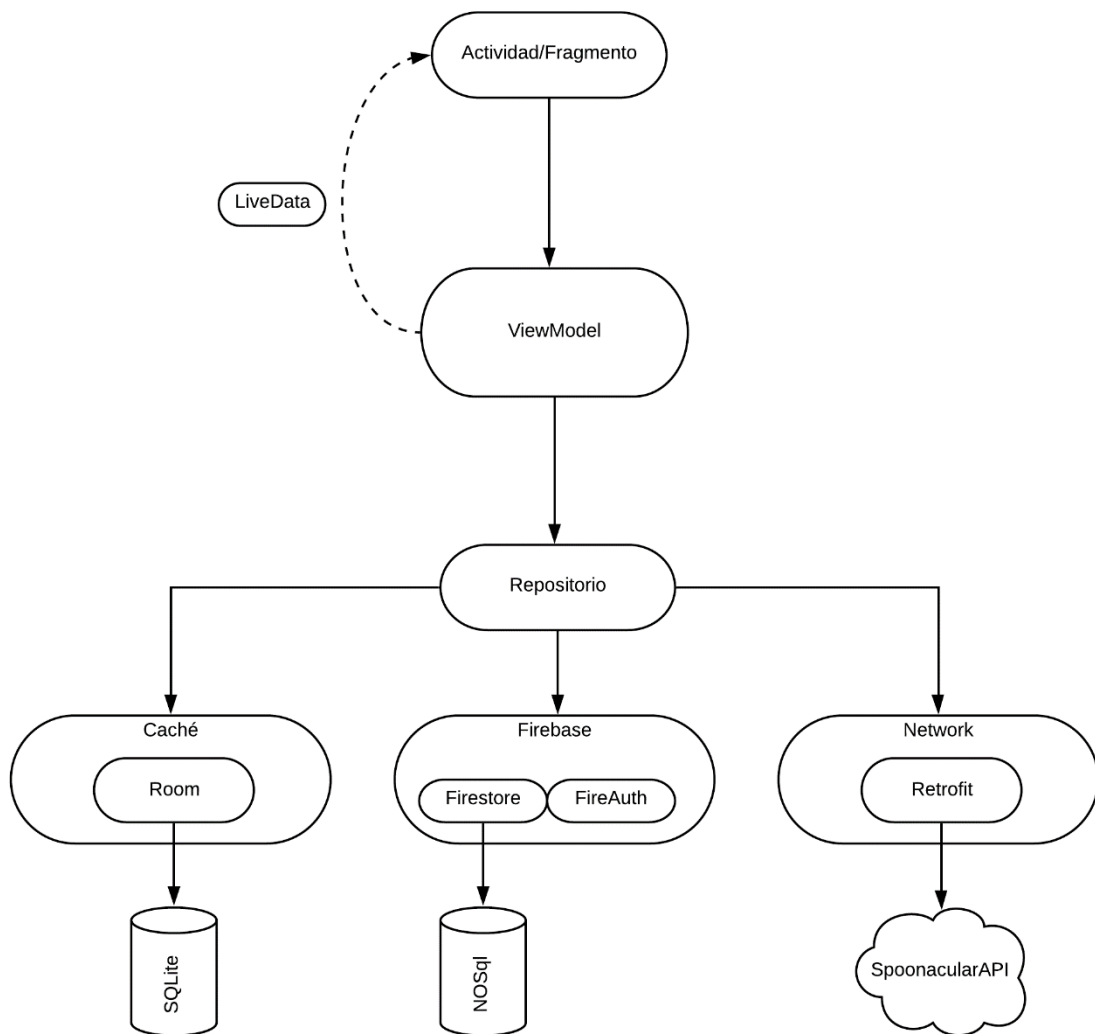 Actividad/Fragmento
LiveData
ViewModel
Repositorio
Caché
Firebase
Network
Room
Firestore
FireAuth
Retrofit
SQLite
NOSql
SpoonacularAPI